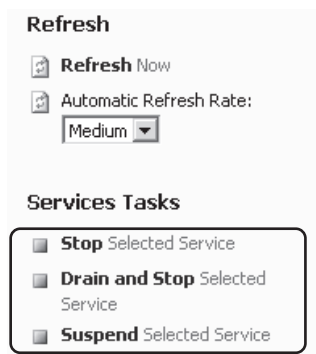 Refresh
Refresh Now
Automatic Refresh Rate:
Medium
Services Tasks
Stop Selected Service
Drain and Stop Selected
Service
Suspend Selected Service